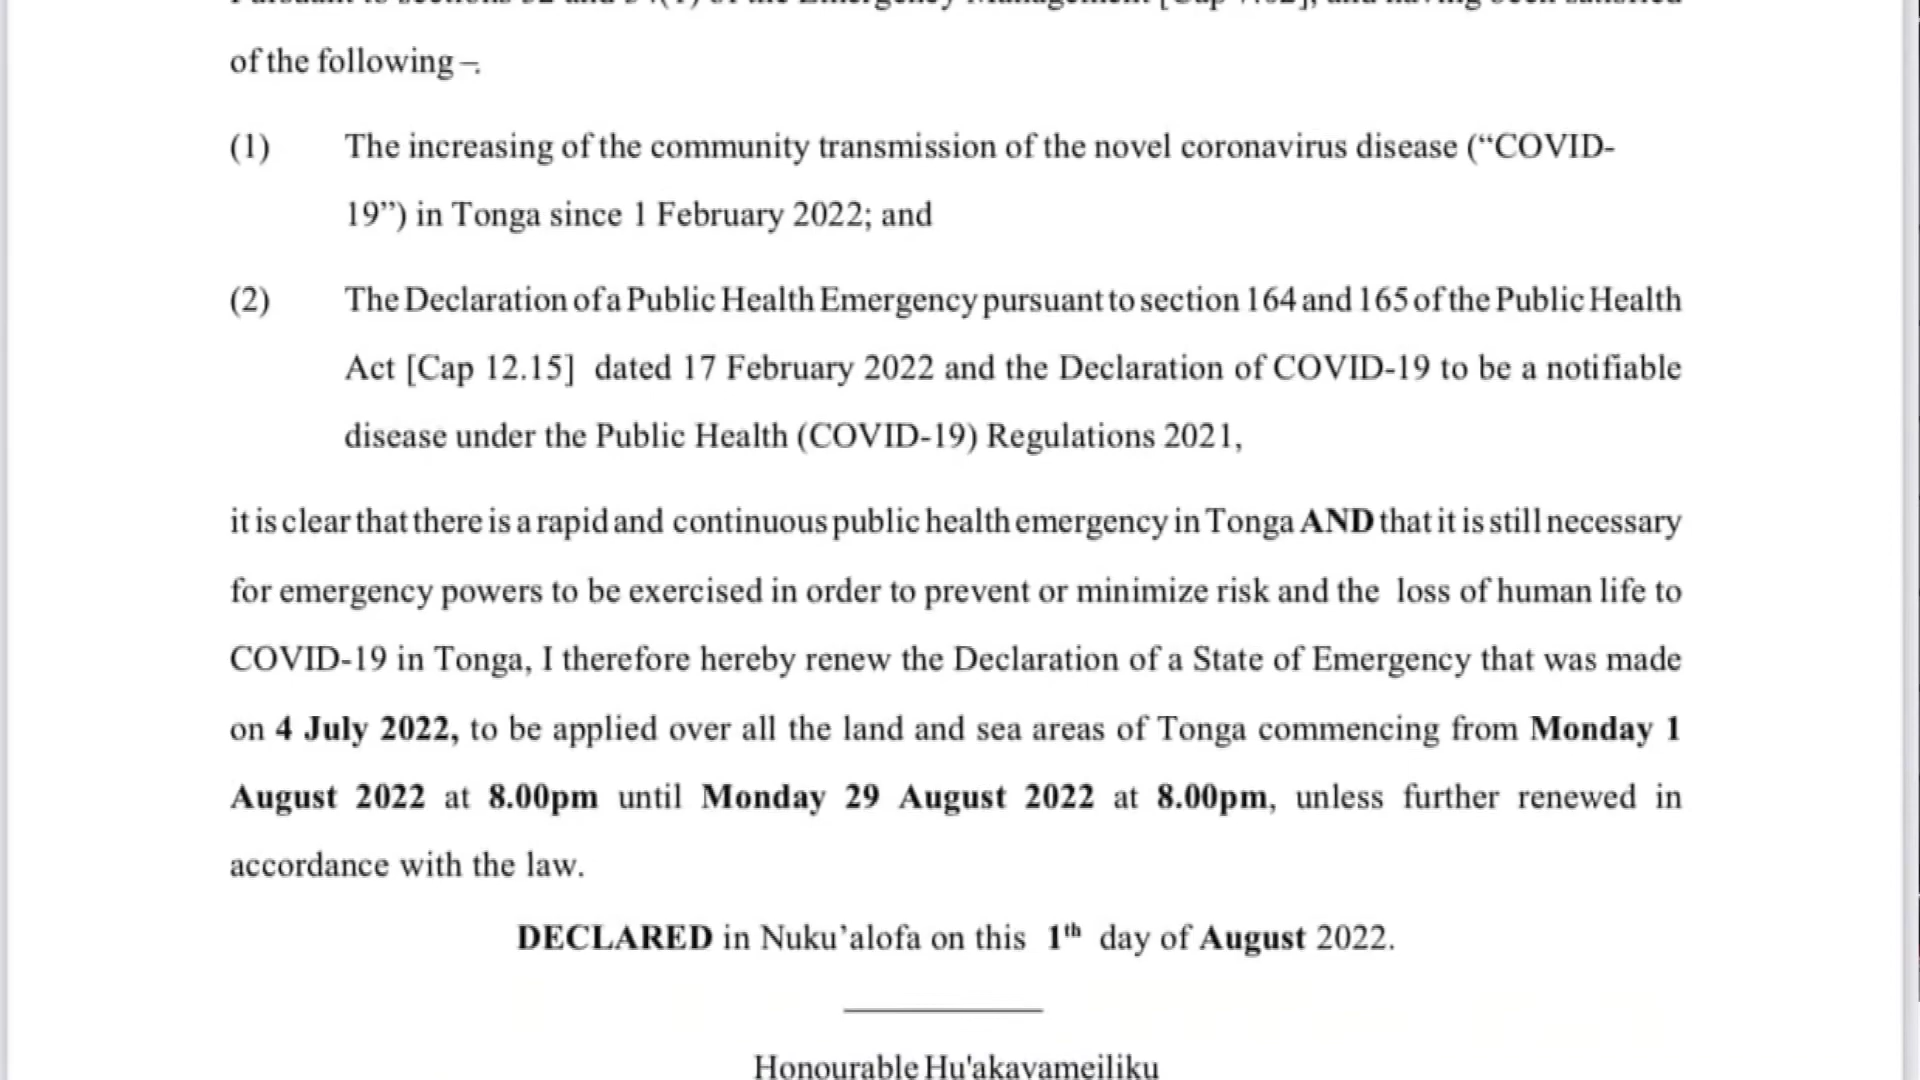 of the following –.
(1) The increasing of the community transmission of the novel coronavirus disease (“COVID-
19”) in Tonga since 1 February 2022; and
(2) The Declaration of a Public Health Emergency pursuant to section 164 and 165 of the Public Health
Act [Cap 12.15] dated 17 February 2022 and the Declaration of COVID-19 to be a notifiable
disease under the Public Health (COVID-19) Regulations 2021,
it is clear that there is a rapid and continuous public health emergency in Tonga AND that it is still necessary
for emergency powers to be exercised in order to prevent or minimize risk and the loss of human life to
COVID-19 in Tonga, I therefore hereby renew the Declaration of a State of Emergency that was made
on 4 July 2022, to be applied over all the land and sea areas of Tonga commencing from Monday 1
August 2022 at 8.00pm until Monday 29 August 2022 at 8.00pm, unless further renewed in
accordance with the law.
DECLARED in Nuku’alofa on this 1th day of August 2022.
Honourable Hu'akavameiliku